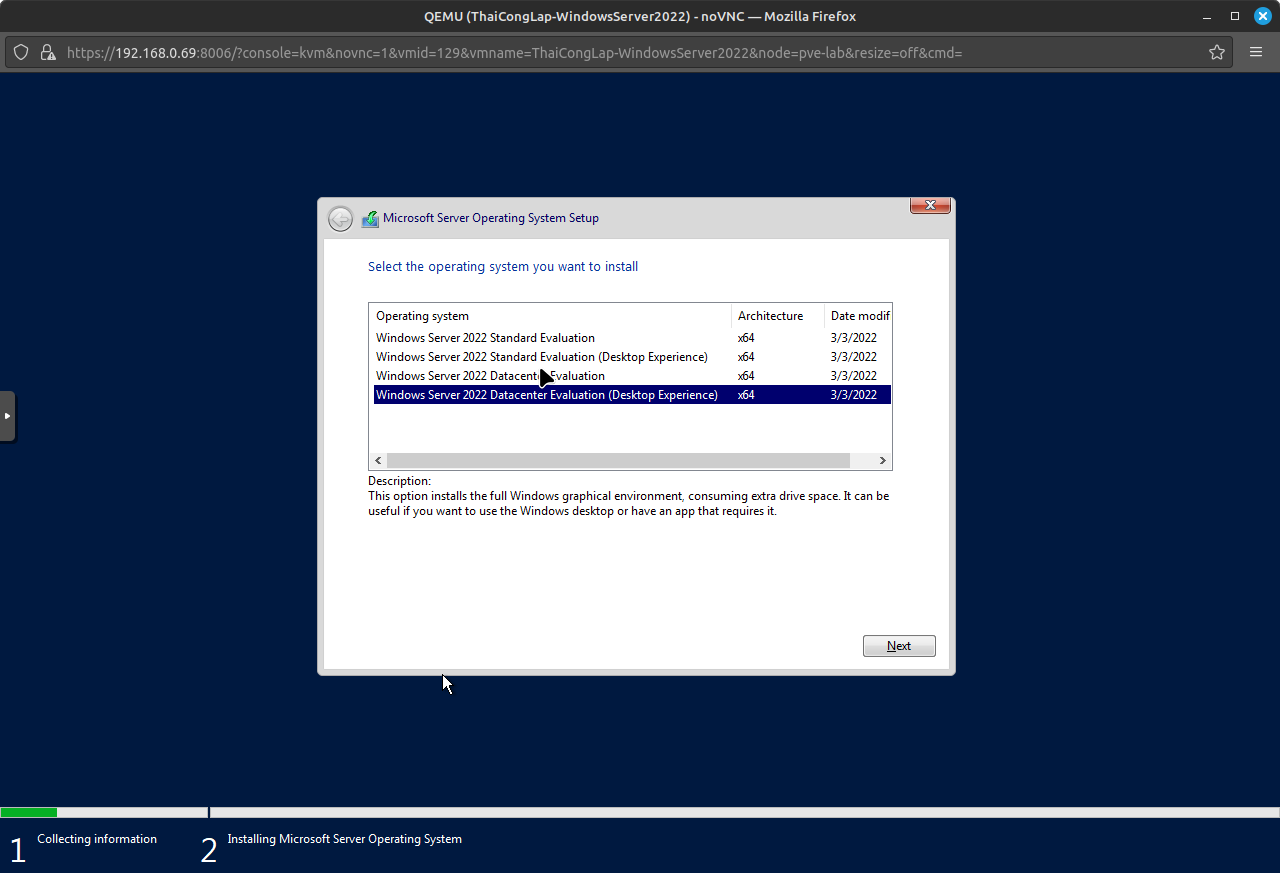 QEMU (ThaiCongLap-WindowsServer2022) - noVNC — Mozilla Firefox
https://192.168.0.69:8006/?console=kvm&novnc=1&vmid=129&vmname=ThaiCongLap-WindowsServer2022&node=pve-lab&resize=off&cmd=
Microsoft Server Operating System Setup
Select the operating system you want to install
Operating system Architecture Date modif
Windows Server 2022 Standard Evaluation x64 3/3/2022
Windows Server 2022 Standard Evaluation (Desktop Experience) x64 3/3/2022
Windows Server 2022 Datacenter Evaluation x64 3/3/2022
Windows Server 2022 Datacenter Evaluation (Desktop Experience) x64 3/3/2022
Description:
This option installs the full Windows graphical environment, consuming extra drive space. It can be
useful if you want to use the Windows desktop or have an app that requires it.
Next
1 Collecting information 2 Installing Microsoft Server Operating System